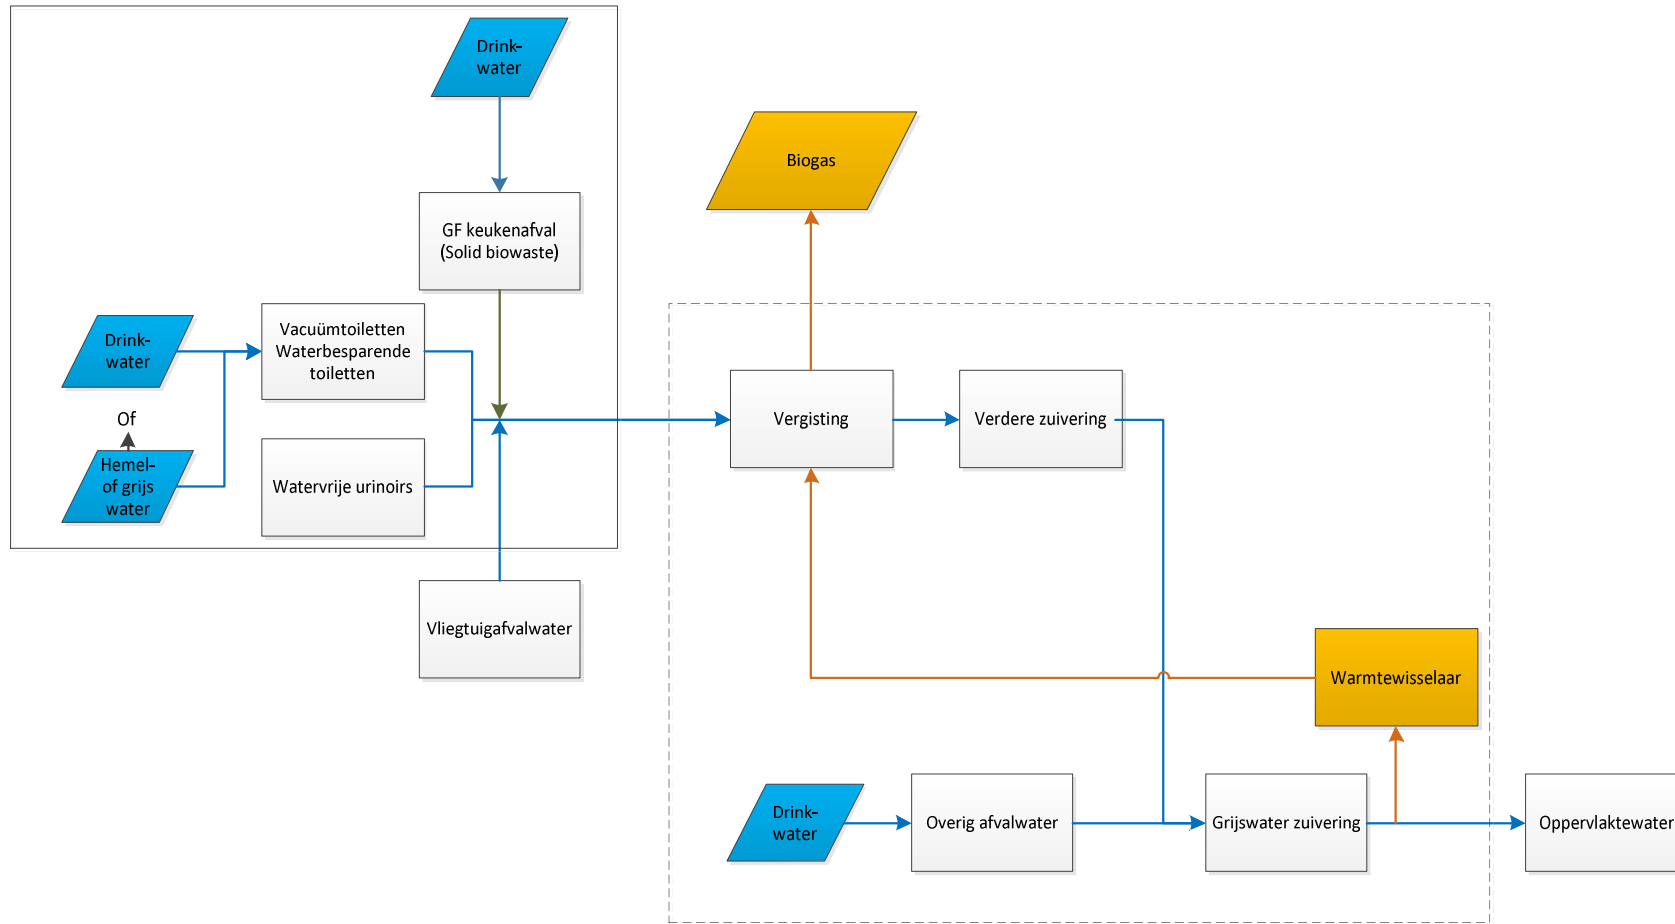 Drink-
water
Biogas
GF keukenafval
(Solid biowaste)
Drink-
water
Vacuümtoiletten
Waterbesparende
toiletten
Of
Hemel-
of grijs
water
Watervrije urinoirs
Vergisting
Verdere zuivering
Vliegtuigafvalwater
Warmtewisselaar
Drink-
water
Overig afvalwater
Grijswater zuivering
Oppervlaktewater